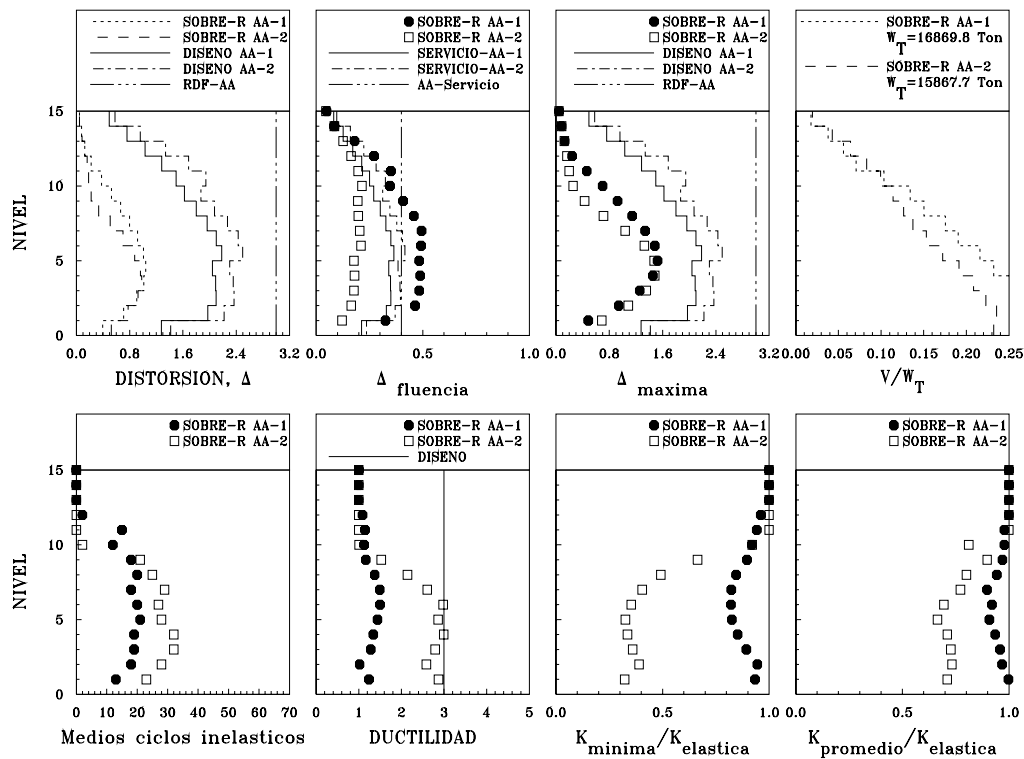 SOBRE-R AA-1
SOBRE-R AA-2
DISENO AA-1
DISENO AA-2
RDF-AA
15
10
5
0
NIVEL
0.0 0.8 1.6 2.4 3.2
DISTORSION, Δ
SOBRE-R AA-1
SOBRE-R AA-2
SERVICIO-AA-1
SERVICIO-AA-2
AA-Servicio
0.0 0.5 1.0
Δ fluencia
SOBRE-R AA-1
SOBRE-R AA-2
DISENO AA-1
DISENO AA-2
RDF-AA
0.0 0.8 1.6 2.4 3.2
Δ maxima
SOBRE-R AA-1
W_T=16869.8 Ton
SOBRE-R AA-2
W_T=15867.7 Ton
0.00 0.05 0.10 0.15 0.20 0.25
V/W_T
SOBRE-R AA-1
SOBRE-R AA-2
15
10
5
0
NIVEL
0 10 20 30 40 50 60 70
Medios ciclos inelasticos
SOBRE-R AA-1
SOBRE-R AA-2
DISENO
0 1 2 3 4 5
DUCTILIDAD
SOBRE-R AA-1
SOBRE-R AA-2
0.0 0.5 1.0
K_minima/K_elastica
SOBRE-R AA-1
SOBRE-R AA-2
0.0 0.5 1.0
K_promedio/K_elastica